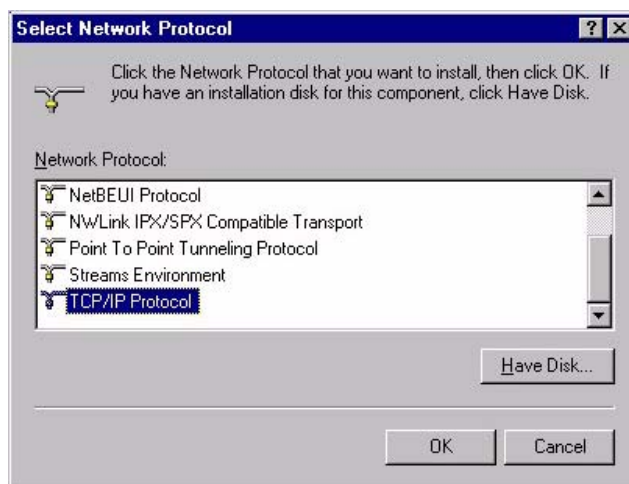 Select Network Protocol
Click the Network Protocol that you want to install, then click OK. If
you have an installation disk for this component, click Have Disk.
Network Protocol:
NetBEUI Protocol
NWLink IPX/SPX Compatible Transport
Point To Point Tunneling Protocol
Streams Environment
TCP/IP Protocol
Have Disk...
OK
Cancel